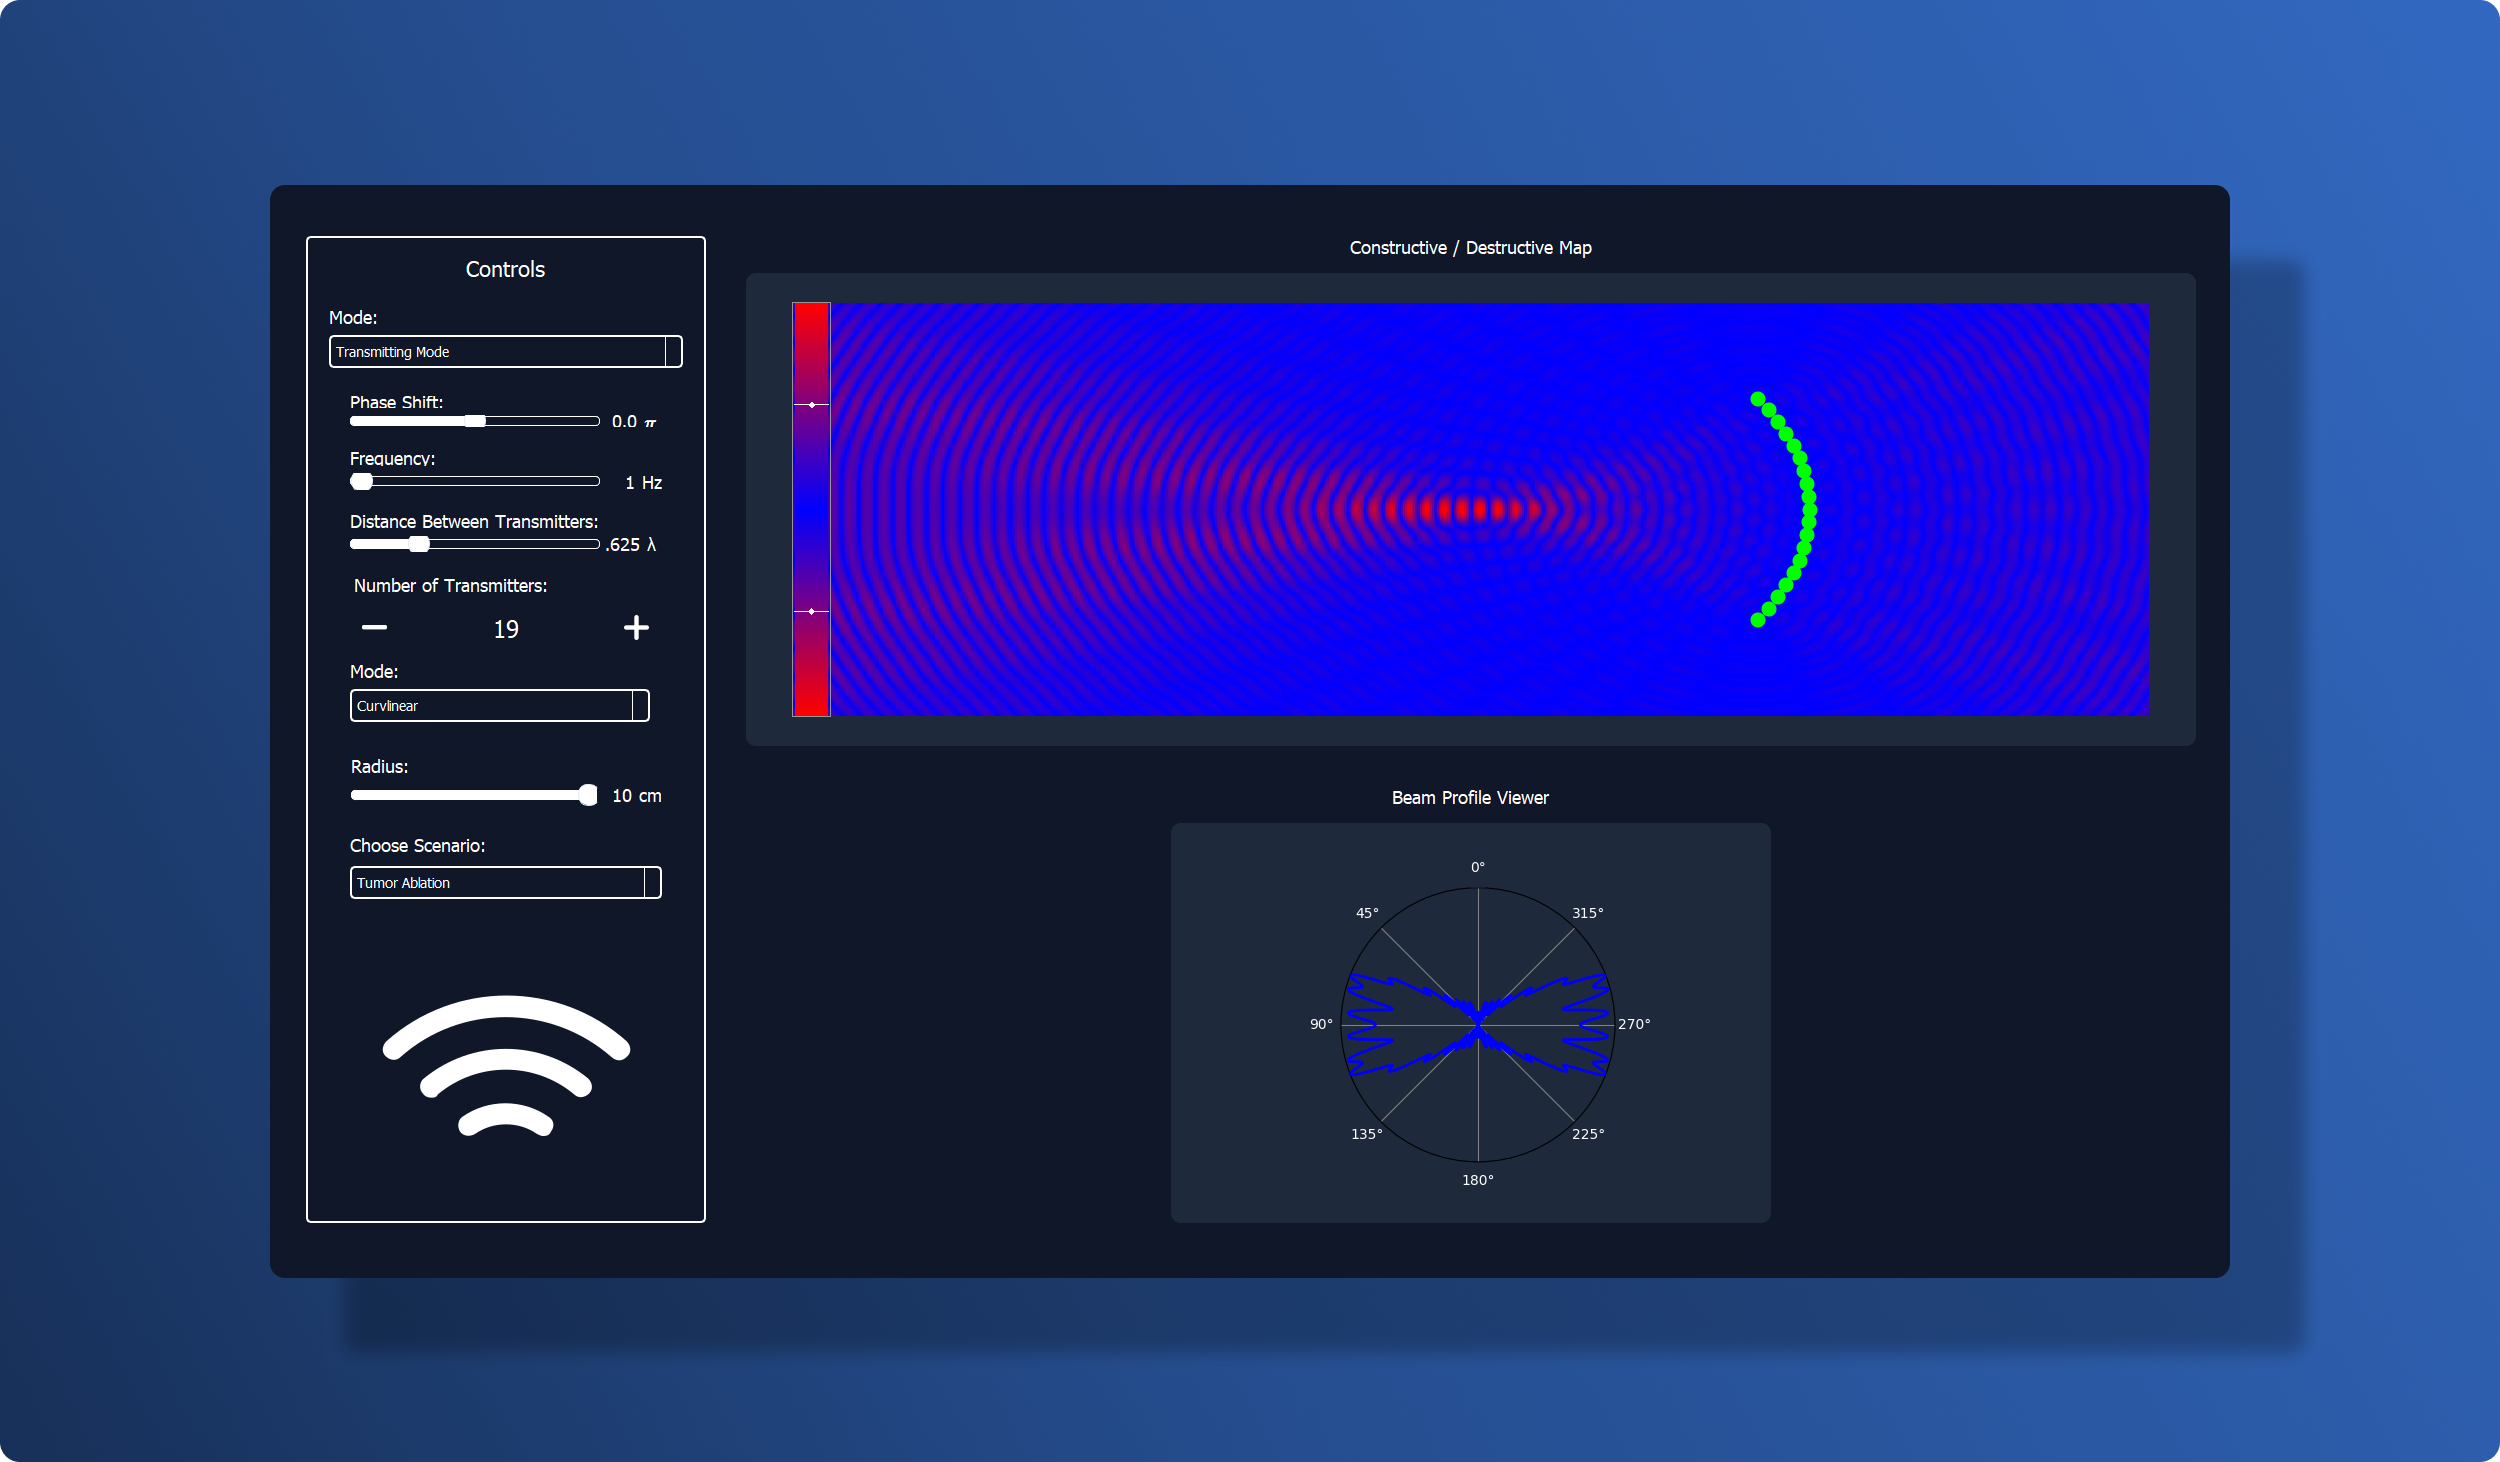 Controls
Mode:
Transmitting Mode
Phase Shift:
0.0 π
Frequency:
1 Hz
Distance Between Transmitters:
.625 λ
Number of Transmitters:
19
Mode:
Curvlinear
Radius:
10 cm
Choose Scenario:
Tumor Ablation
Constructive / Destructive Map
Beam Profile Viewer
0°
45°
315°
90°
270°
135°
225°
180°